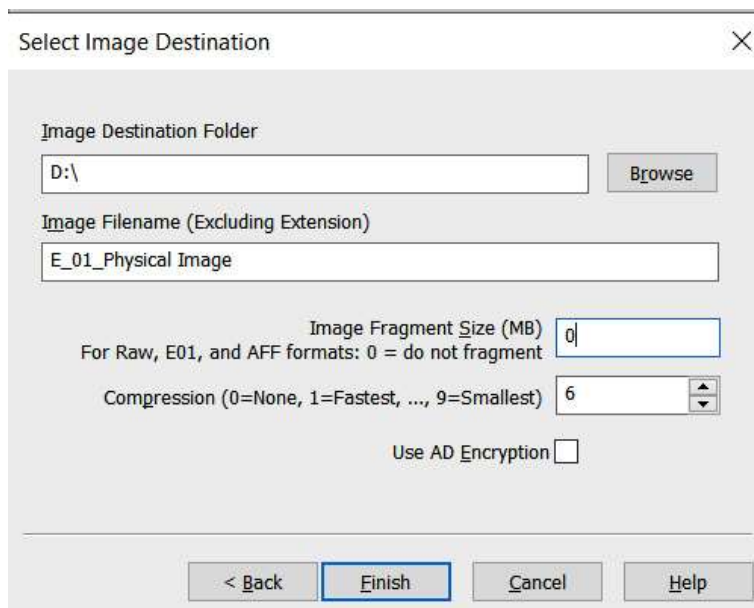 Select Image Destination
Image Destination Folder
D:\
Browse
Image Filename (Excluding Extension)
E_01_Physical Image
Image Fragment Size (MB)
0
For Raw, E01, and AFF formats: 0 = do not fragment
Compression (0=None, 1=Fastest, ..., 9=Smallest)
6
Use AD Encryption
< Back
Finish
Cancel
Help